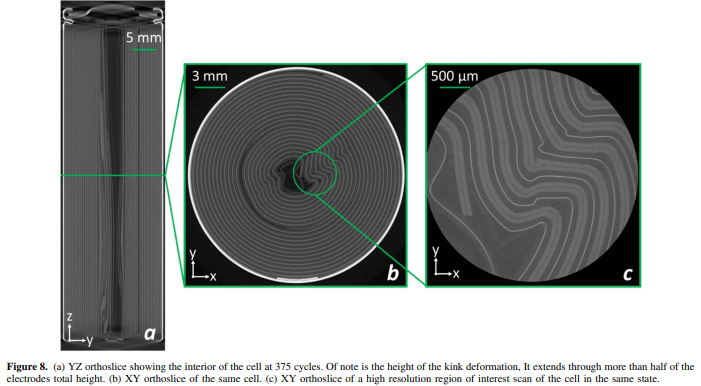 5 mm
z
y
a
3 mm
y
x
b
500 µm
y
x
c
Figure 8. (a) YZ orthoslice showing the interior of the cell at 375 cycles. Of note is the height of the kink deformation, It extends through more than half of the
electrodes total height. (b) XY orthoslice of the same cell. (c) XY orthoslice of a high resolution region of interest scan of the cell in the same state.